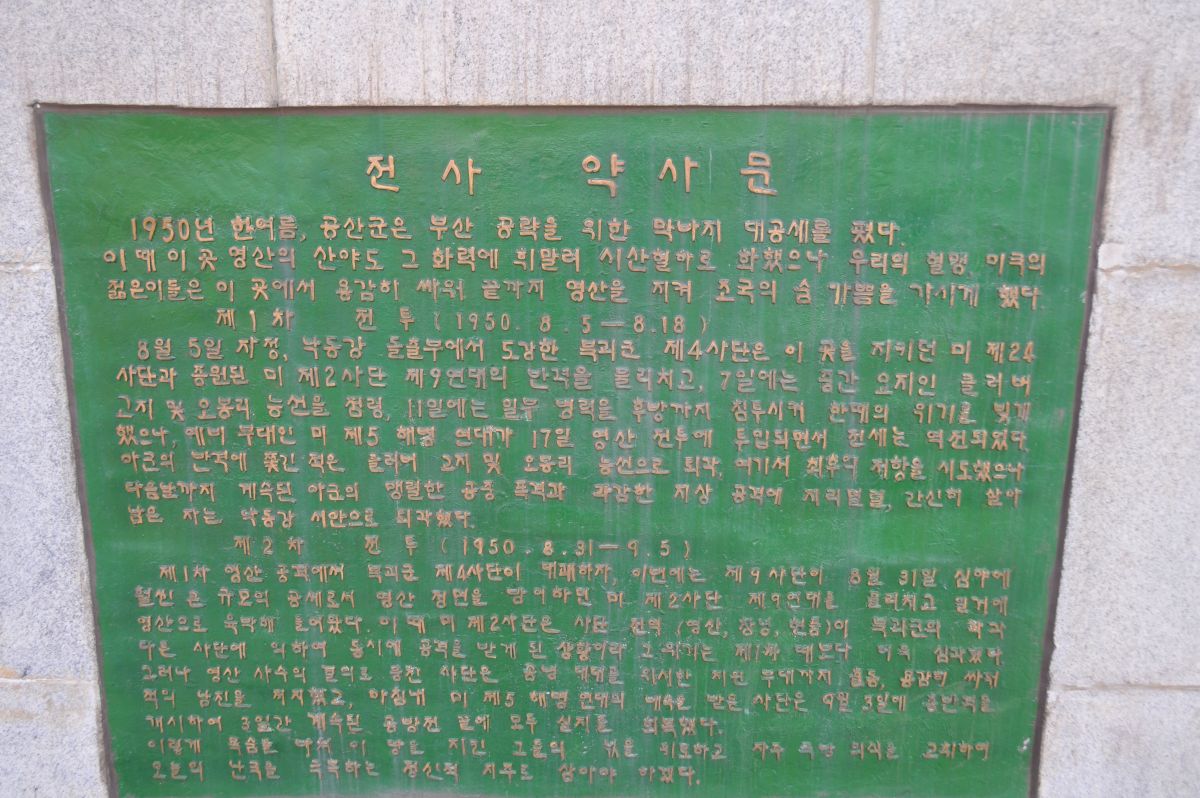 전사 약사문
1950년 한여름, 공산군은 부산 공략을 위한 막바지 대공세를 폈다.
이때 이 곳 영산의 산야도 그 화력에 휘말려 시산혈하로 화했으나 우리의 혈맹 미국의
젊은이들은 이 곳에서 용감히 싸워 끝까지 영산을 지켜 조국의 숨 가쁨을 가시게 했다.
제1차 전투 (1950. 8. 5—8.18)
8월 5일 자정, 낙동강 돌출부에서 도강한 북괴군 제4사단은 이 곳을 지키던 미 제24
사단과 증원된 미 제2사단 제9연대의 반격을 물리치고, 7일에는 중간 오지인 클러버
고지 및 오봉리 능선을 점령, 11일에는 일부 병력을 후방까지 침투시켜 한때의 위기를 빚게
했으나, 예비 부대인 미 제5 해병 연대가 17일 영산 전투에 투입되면서 전세는 역전되었다.
아군의 반격에 쫓긴 적은 클러버 고지 및 오봉리 능선으로 퇴각, 여기서 최후의 저항을 시도했으나
다음날까지 계속된 아군의 맹렬한 공중 폭격과 과감한 지상 공격에 지리멸렬, 간신히 살아
남은 자는 낙동강 서안으로 퇴각했다.
제2차 전투 (1950. 8.31—9.5)
제1차 영산 공격에서 북괴군 제4사단이 대패하자, 이번에는 제9사단이 8월 31일 심야에
훨씬 큰 규모의 공세로서 영산 정면을 방어하던 미 제2사단 제9연대를 물리치고 일거에
영산으로 육박해 들어왔다. 이때 미 제2사단은 사단 전역 (영산, 창녕, 현풍)이 북괴군의 각각
다른 사단에 의하여 동시에 공격을 받게 된 상황이라 그 위기는 제1차 때보다 더욱 심각했다.
그러나 영산 사수의 결의로 뭉친 사단은 공병 대대를 위시한 지원 부대까지 용감히 싸워
적의 남진을 저지했고, 마침내 미 제5 해병 연대의 배속을 받은 사단은 9월 3일에 총반격을
개시하여 3일간 계속된 공방전 끝에 모두 실지를 회복했다.
이렇게 목숨을 바쳐 이 땅을 지킨 그들의 넋을 위로하고 자주 국방 의식을 고취하여
오늘의 난국을 극복하는 정신적 지주로 삼아야 하겠다.